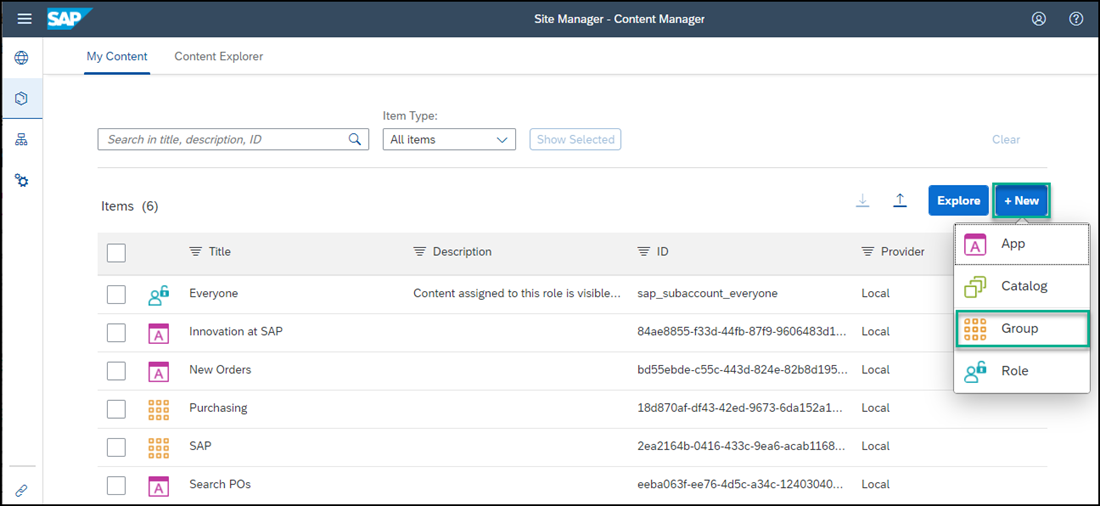 SAP
Site Manager - Content Manager
My Content Content Explorer
Item Type:
Search in title, description, ID All items Show Selected Clear
Items (6) Explore + New
Title Description ID Provider
App
Catalog
Group
Role
Everyone Content assigned to this role is visible... sap_subaccount_everyone Local
A Innovation at SAP 84ae8855-f33d-44fb-87f9-9606483d1... Local
A New Orders bd55ebde-c55c-443d-824e-82b8d195... Local
Purchasing 18d870af-df43-42ed-9673-6da152a1... Local
SAP 2ea2164b-0416-433c-9ea6-acab1168... Local
A Search POs eeba063f-ee76-4d5c-a34c-12403040... Local